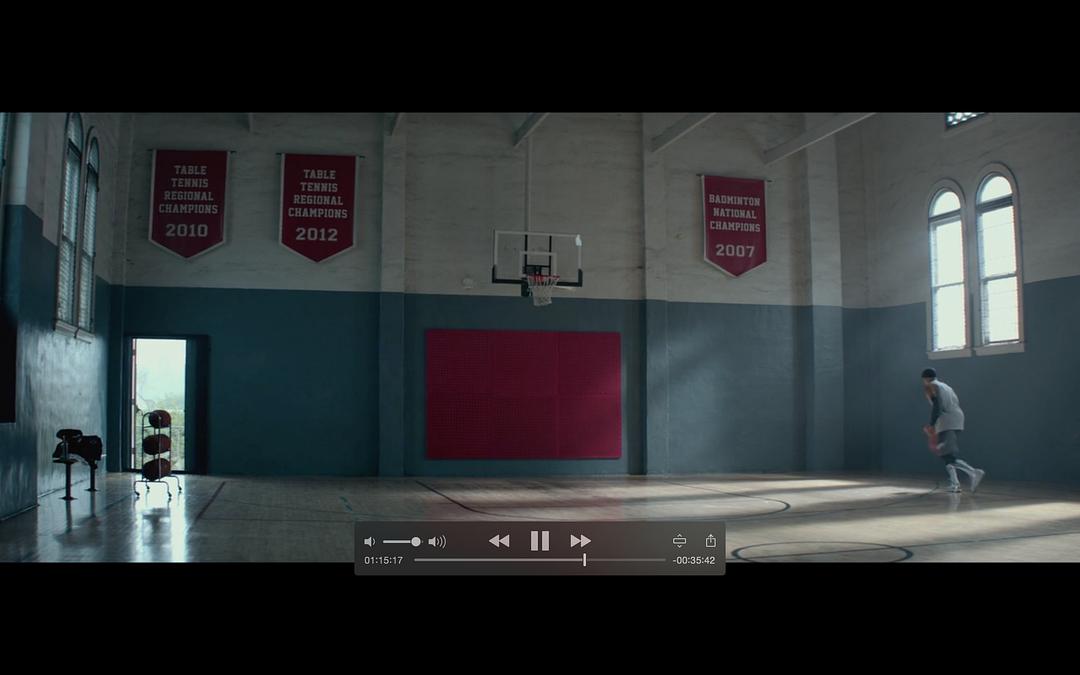 TABLE
TENNIS
REGIONAL
CHAMPIONS
2010
TABLE
TENNIS
REGIONAL
CHAMPIONS
2012
BADMINTON
NATIONAL
CHAMPIONS
2007
01:15:17
-00:35:42